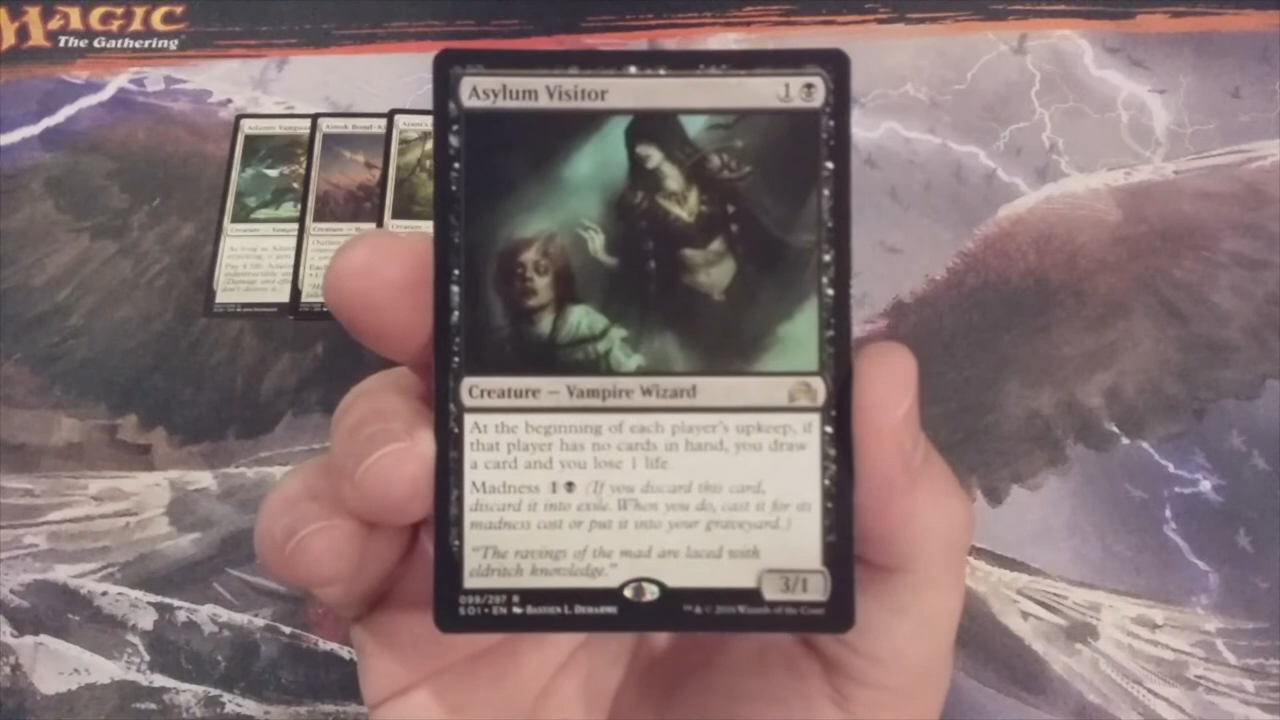 MAGIC
The Gathering®
Asylum Visitor 1
Creature — Vampire Wizard
At the beginning of each player's upkeep, if
that player has no cards in hand, you draw
a card and you lose 1 life.
Madness 1 (If you discard this card,
discard it into exile. When you do, cast it for its
madness cost or put it into your graveyard.)
"The ravings of the mad are laced with
eldritch knowledge."
3/1
099/297 R
SOI • EN Bastien L. Deharme
™ & © 2016 Wizards of the Coast
Creature —
Creature —
Creature